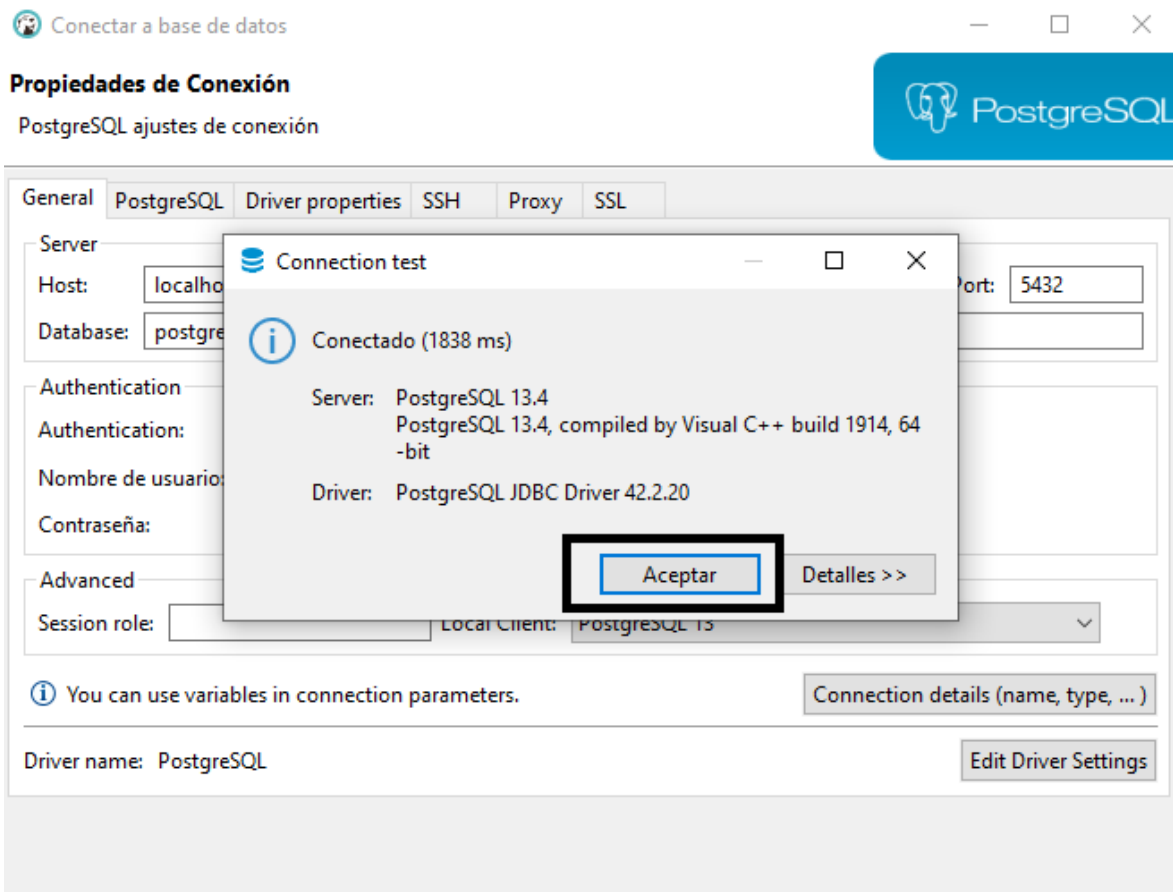 Conectar a base de datos
Propiedades de Conexión
PostgreSQL ajustes de conexión
PostgreSQL
General PostgreSQL Driver properties SSH Proxy SSL
Server
Host: localho
Port: 5432
Database: postgre
Authentication
Authentication:
Nombre de usuario:
Contraseña:
Advanced
Session role: Local Client: PostgreSQL 13
Connection test
Conectado (1838 ms)
Server: PostgreSQL 13.4
PostgreSQL 13.4, compiled by Visual C++ build 1914, 64
-bit
Driver: PostgreSQL JDBC Driver 42.2.20
Aceptar Detalles >>
You can use variables in connection parameters.
Connection details (name, type, ... )
Driver name: PostgreSQL
Edit Driver Settings